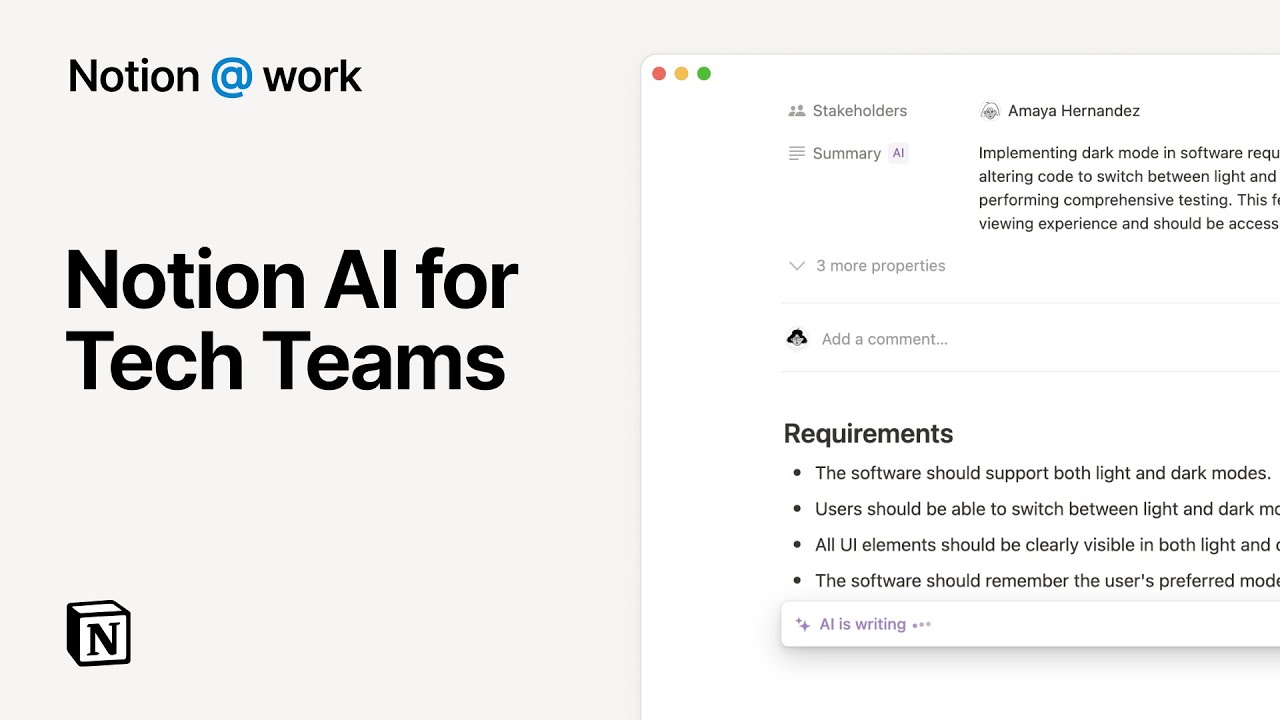 Notion @ work
Notion AI for
Tech Teams
N
Stakeholders
Amaya Hernandez
Summary AI
Implementing dark mode in software requ
altering code to switch between light and
performing comprehensive testing. This fe
viewing experience and should be access
3 more properties
Add a comment...
Requirements
• The software should support both light and dark modes.
• Users should be able to switch between light and dark mo
• All UI elements should be clearly visible in both light and d
• The software should remember the user's preferred mode
AI is writing •••